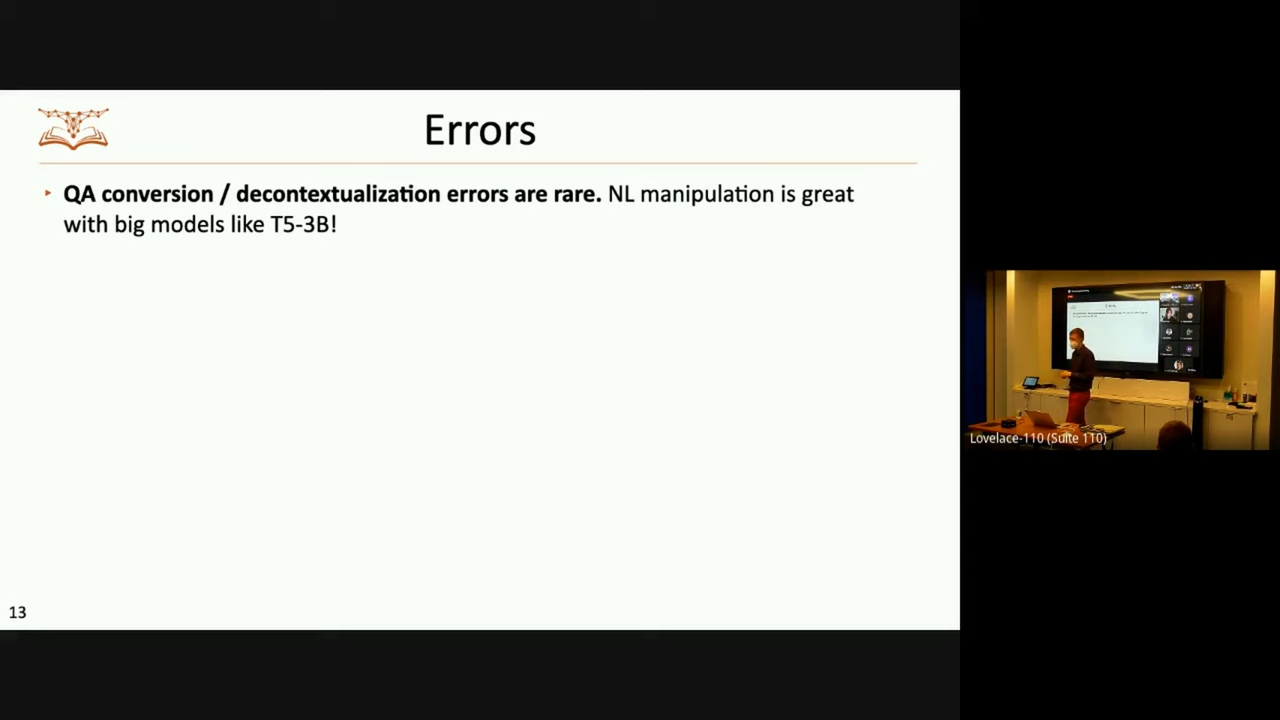 Errors
‣ QA conversion / decontextualization errors are rare. NL manipulation is great
with big models like T5-3B!
13
Lovelace-110 (Suite 110)